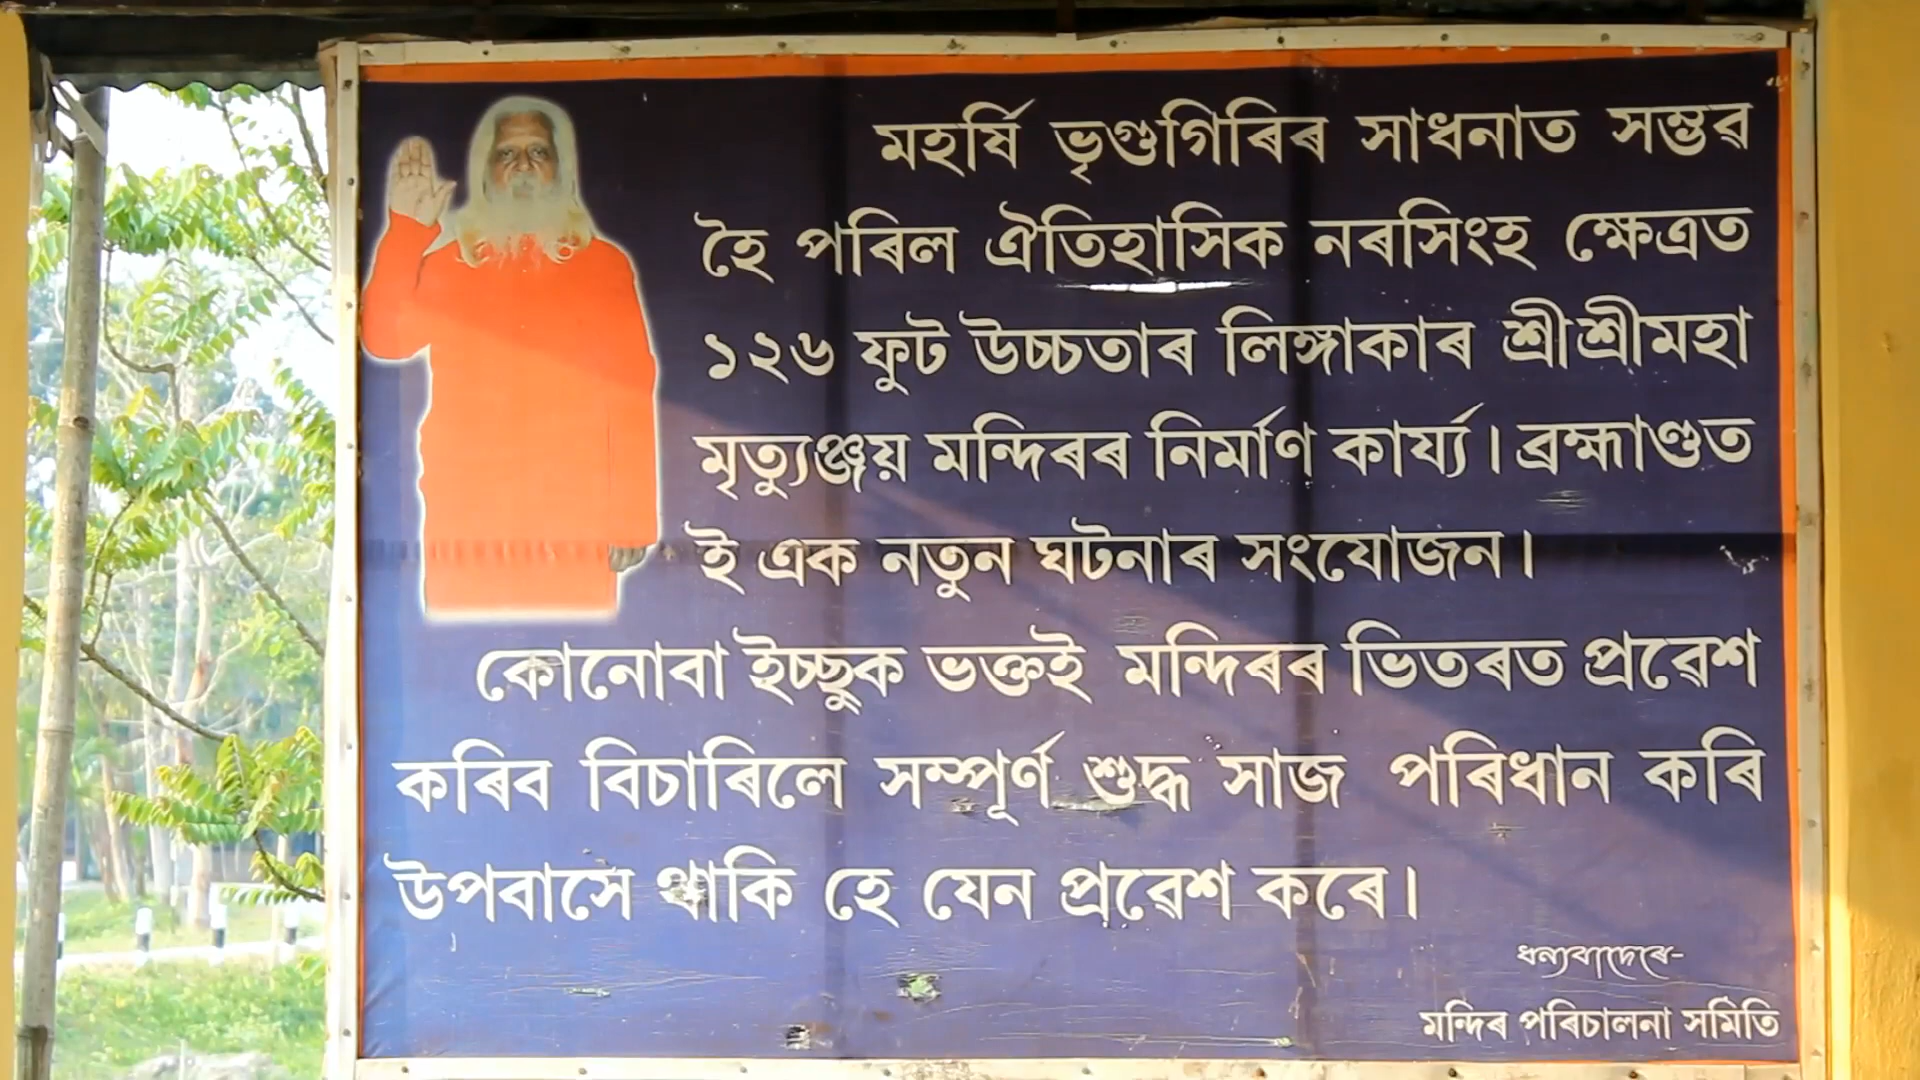 মহৰ্ষি ভৃগুগিৰিৰ সাধনাত সম্ভৱ
হৈ পৰিল ঐতিহাসিক নৰসিংহ ক্ষেত্ৰত
১২৬ ফুট উচ্চতাৰ লিঙ্গাকাৰ শ্ৰীশ্ৰীমহা
মৃত্যুঞ্জয় মন্দিৰৰ নিৰ্মাণ কাৰ্য্য। ব্ৰহ্মাণ্ডত
ই এক নতুন ঘটনাৰ সংযোজন।
কোনোবা ইচ্ছুক ভক্তই মন্দিৰৰ ভিতৰত প্ৰৱেশ
কৰিব বিচাৰিলে সম্পূৰ্ণ শুদ্ধ সাজ পৰিধান কৰি
উপবাসে থাকি হে যেন প্ৰৱেশ কৰে।
ধন্যবাদেৰে-
মন্দিৰ পৰিচালনা সমিতি